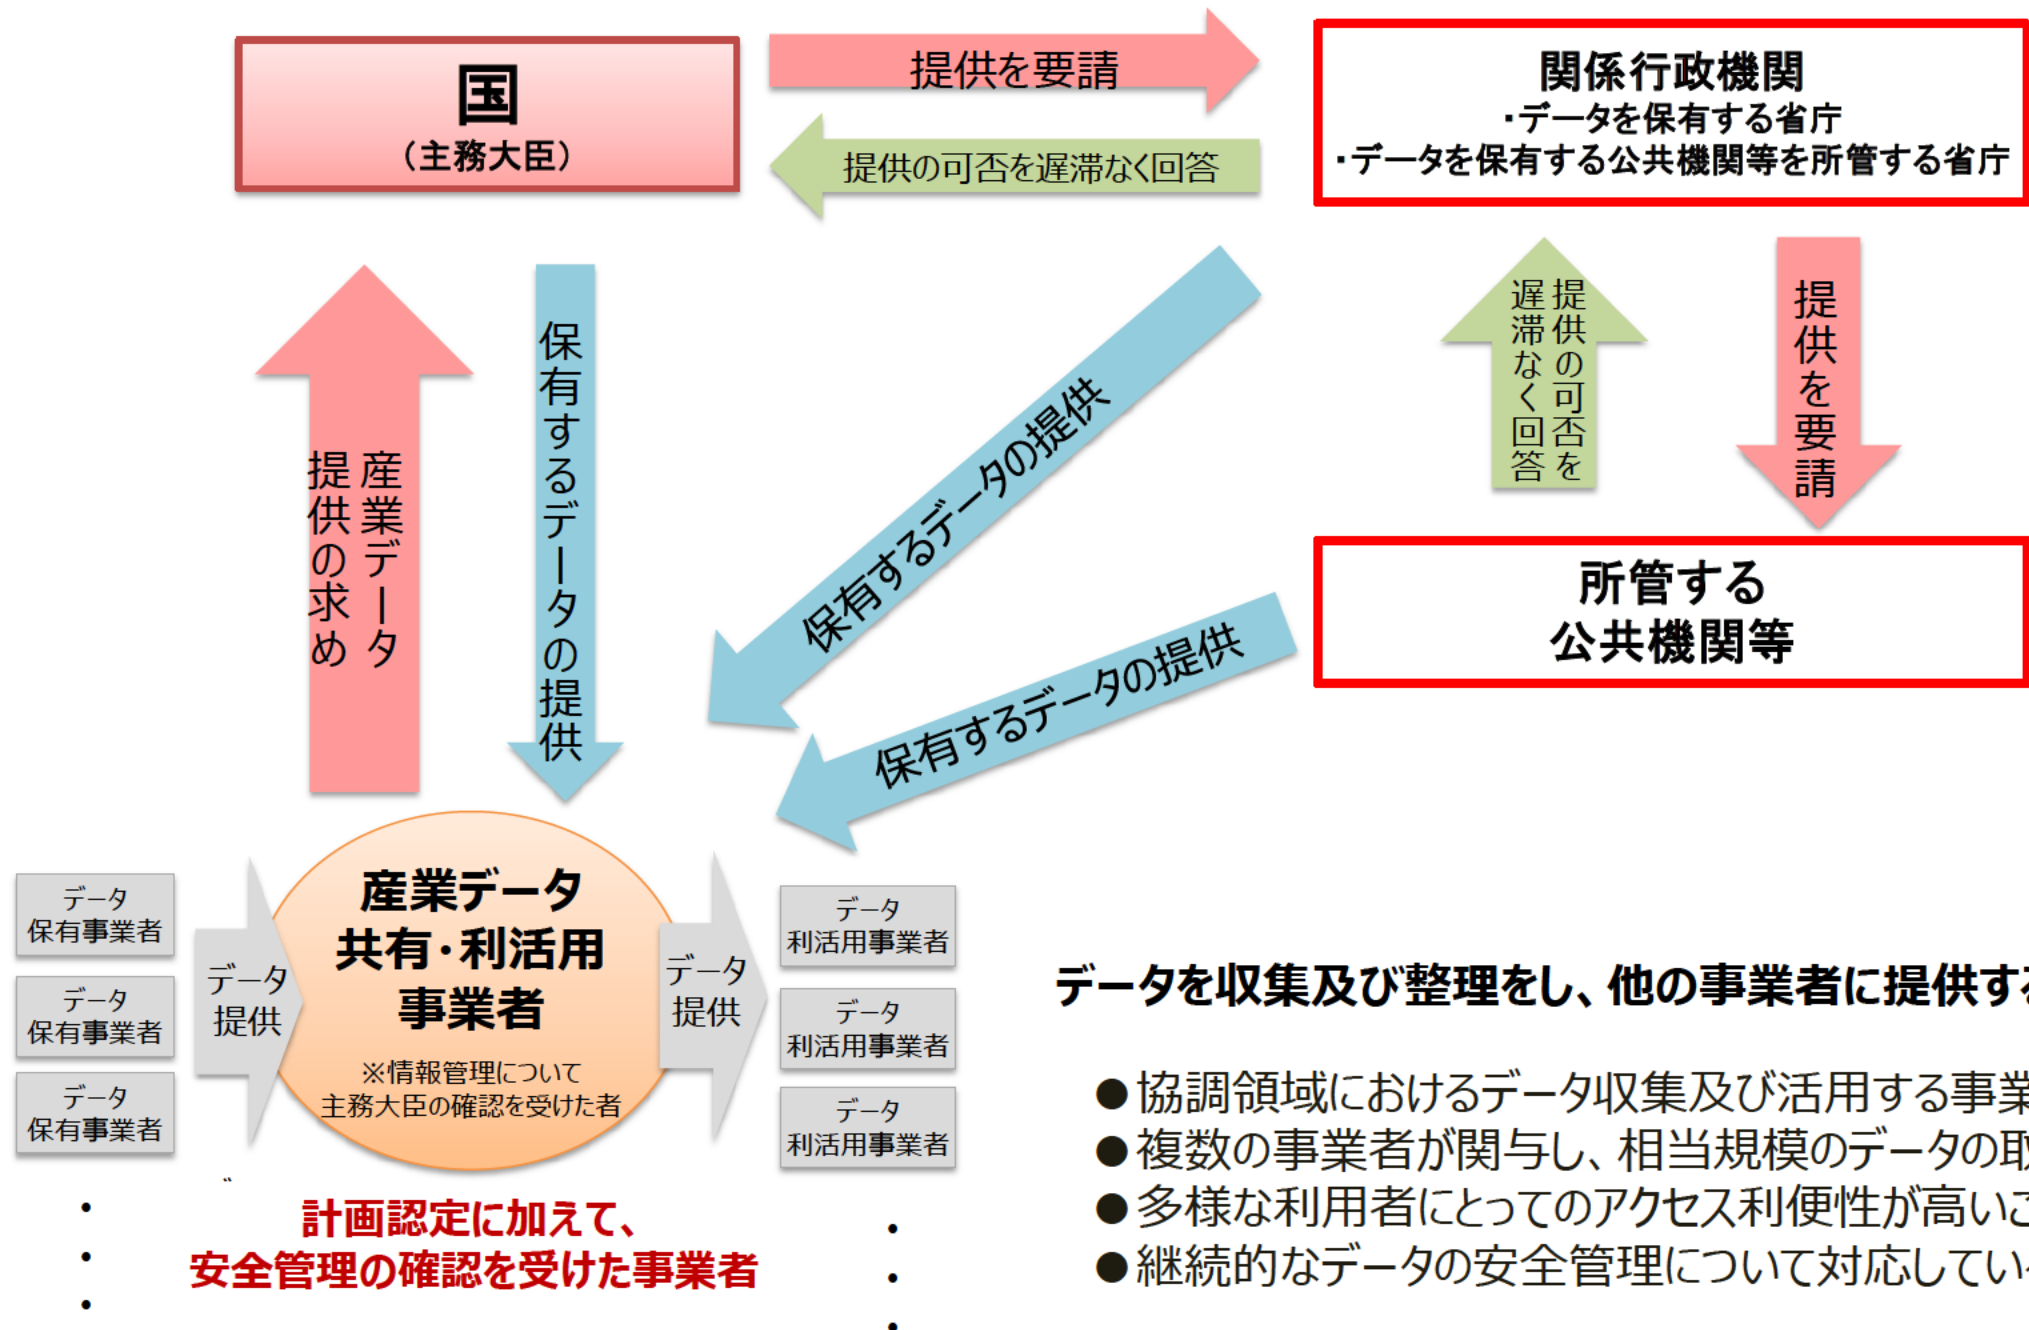 国
（主務大臣）
提供を要請
提供の可否を遅滞なく回答
関係行政機関
・データを保有する省庁
・データを保有する公共機関等を所管する省庁
産業データ
提供の求め
保有するデータの提供
保有するデータの提供
保有するデータの提供
提供の可否を
遅滞なく回答
提供を要請
所管する
公共機関等
データ
保有事業者
データ
保有事業者
データ
保有事業者
データ
提供
産業データ
共有・利活用
事業者
※情報管理について
主務大臣の確認を受けた者
データ
提供
データ
利活用事業者
データ
利活用事業者
データ
利活用事業者
計画認定に加えて、
安全管理の確認を受けた事業者
データを収集及び整理をし、他の事業者に提供す
●協調領域におけるデータ収集及び活用する事業
●複数の事業者が関与し、相当規模のデータの取
●多様な利用者にとってのアクセス利便性が高いこ
●継続的なデータの安全管理について対応してい